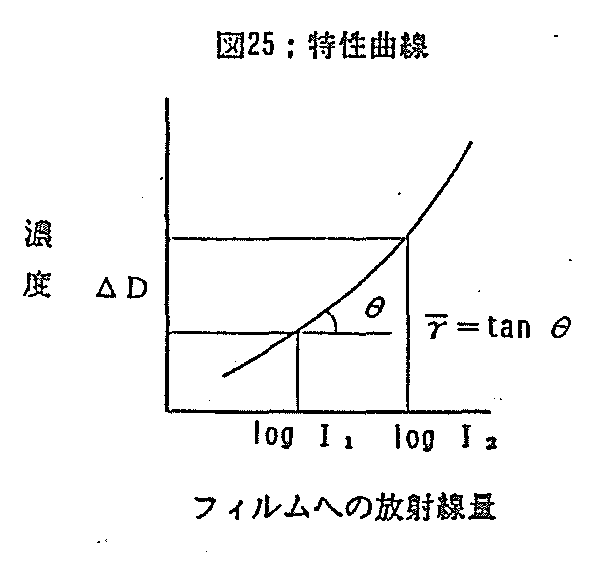 図25：特性曲線
濃度
ΔD
θ
γ̅＝tan θ
log I₁
log I₂
フィルムへの放射線量